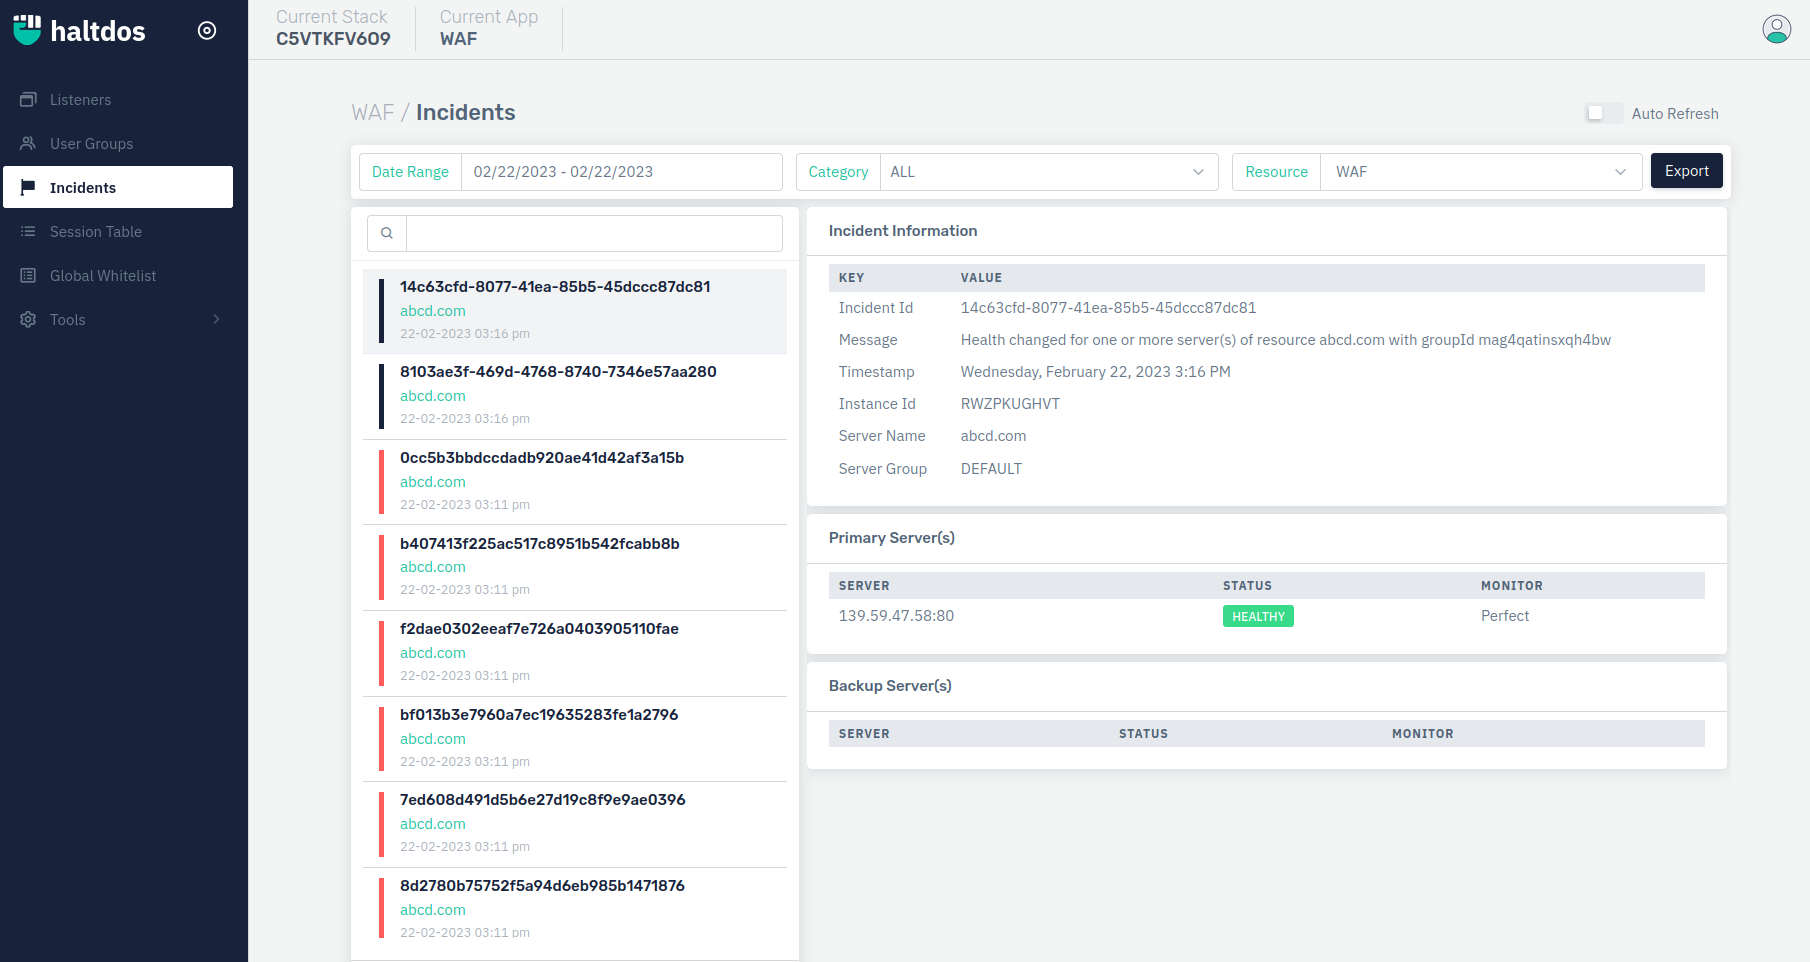 haltdos
Current Stack
C5VTKFV6O9
Current App
WAF
Listeners
User Groups
Incidents
Session Table
Global Whitelist
Tools
WAF / Incidents
Auto Refresh
Date Range 02/22/2023 - 02/22/2023
Category ALL
Resource WAF
Export
14c63cfd-8077-41ea-85b5-45dccc87dc81
abcd.com
22-02-2023 03:16 pm
8103ae3f-469d-4768-8740-7346e57aa280
abcd.com
22-02-2023 03:16 pm
0cc5b3bbdccdadb920ae41d42af3a15b
abcd.com
22-02-2023 03:11 pm
b407413f225ac517c8951b542fcabb8b
abcd.com
22-02-2023 03:11 pm
f2dae0302eeaf7e726a0403905110fae
abcd.com
22-02-2023 03:11 pm
bf013b3e7960a7ec19635283fe1a2796
abcd.com
22-02-2023 03:11 pm
7ed608d491d5b6e27d19c8f9e9ae0396
abcd.com
22-02-2023 03:11 pm
8d2780b75752f5a94d6eb985b1471876
abcd.com
22-02-2023 03:11 pm
Incident Information
KEY VALUE
Incident Id 14c63cfd-8077-41ea-85b5-45dccc87dc81
Message Health changed for one or more server(s) of resource abcd.com with groupId mag4qatinsxqh4bw
Timestamp Wednesday, February 22, 2023 3:16 PM
Instance Id RWZPKUGHVT
Server Name abcd.com
Server Group DEFAULT
Primary Server(s)
SERVER STATUS MONITOR
139.59.47.58:80 HEALTHY Perfect
Backup Server(s)
SERVER STATUS MONITOR